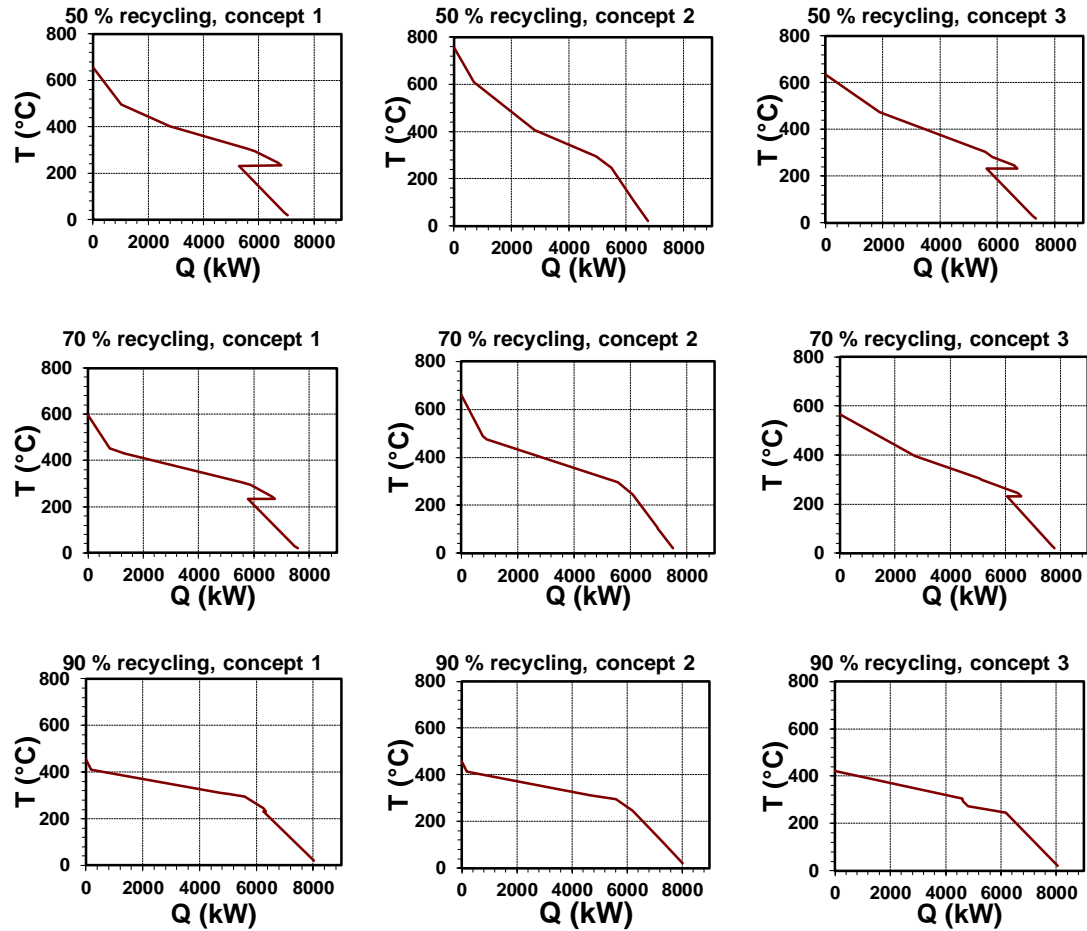 50 % recycling, concept 1
800
600
400
200
0
T (°C)
0 2000 4000 6000 8000
Q (kW)
50 % recycling, concept 2
800
600
400
200
0
T (°C)
0 2000 4000 6000 8000
Q (kW)
50 % recycling, concept 3
800
600
400
200
0
T (°C)
0 2000 4000 6000 8000
Q (kW)
70 % recycling, concept 1
800
600
400
200
0
T (°C)
0 2000 4000 6000 8000
Q (kW)
70 % recycling, concept 2
800
600
400
200
0
T (°C)
0 2000 4000 6000 8000
Q (kW)
70 % recycling, concept 3
800
600
400
200
0
T (°C)
0 2000 4000 6000 8000
Q (kW)
90 % recycling, concept 1
800
600
400
200
0
T (°C)
0 2000 4000 6000 8000
Q (kW)
90 % recycling, concept 2
800
600
400
200
0
T (°C)
0 2000 4000 6000 8000
Q (kW)
90 % recycling, concept 3
800
600
400
200
0
T (°C)
0 2000 4000 6000 8000
Q (kW)